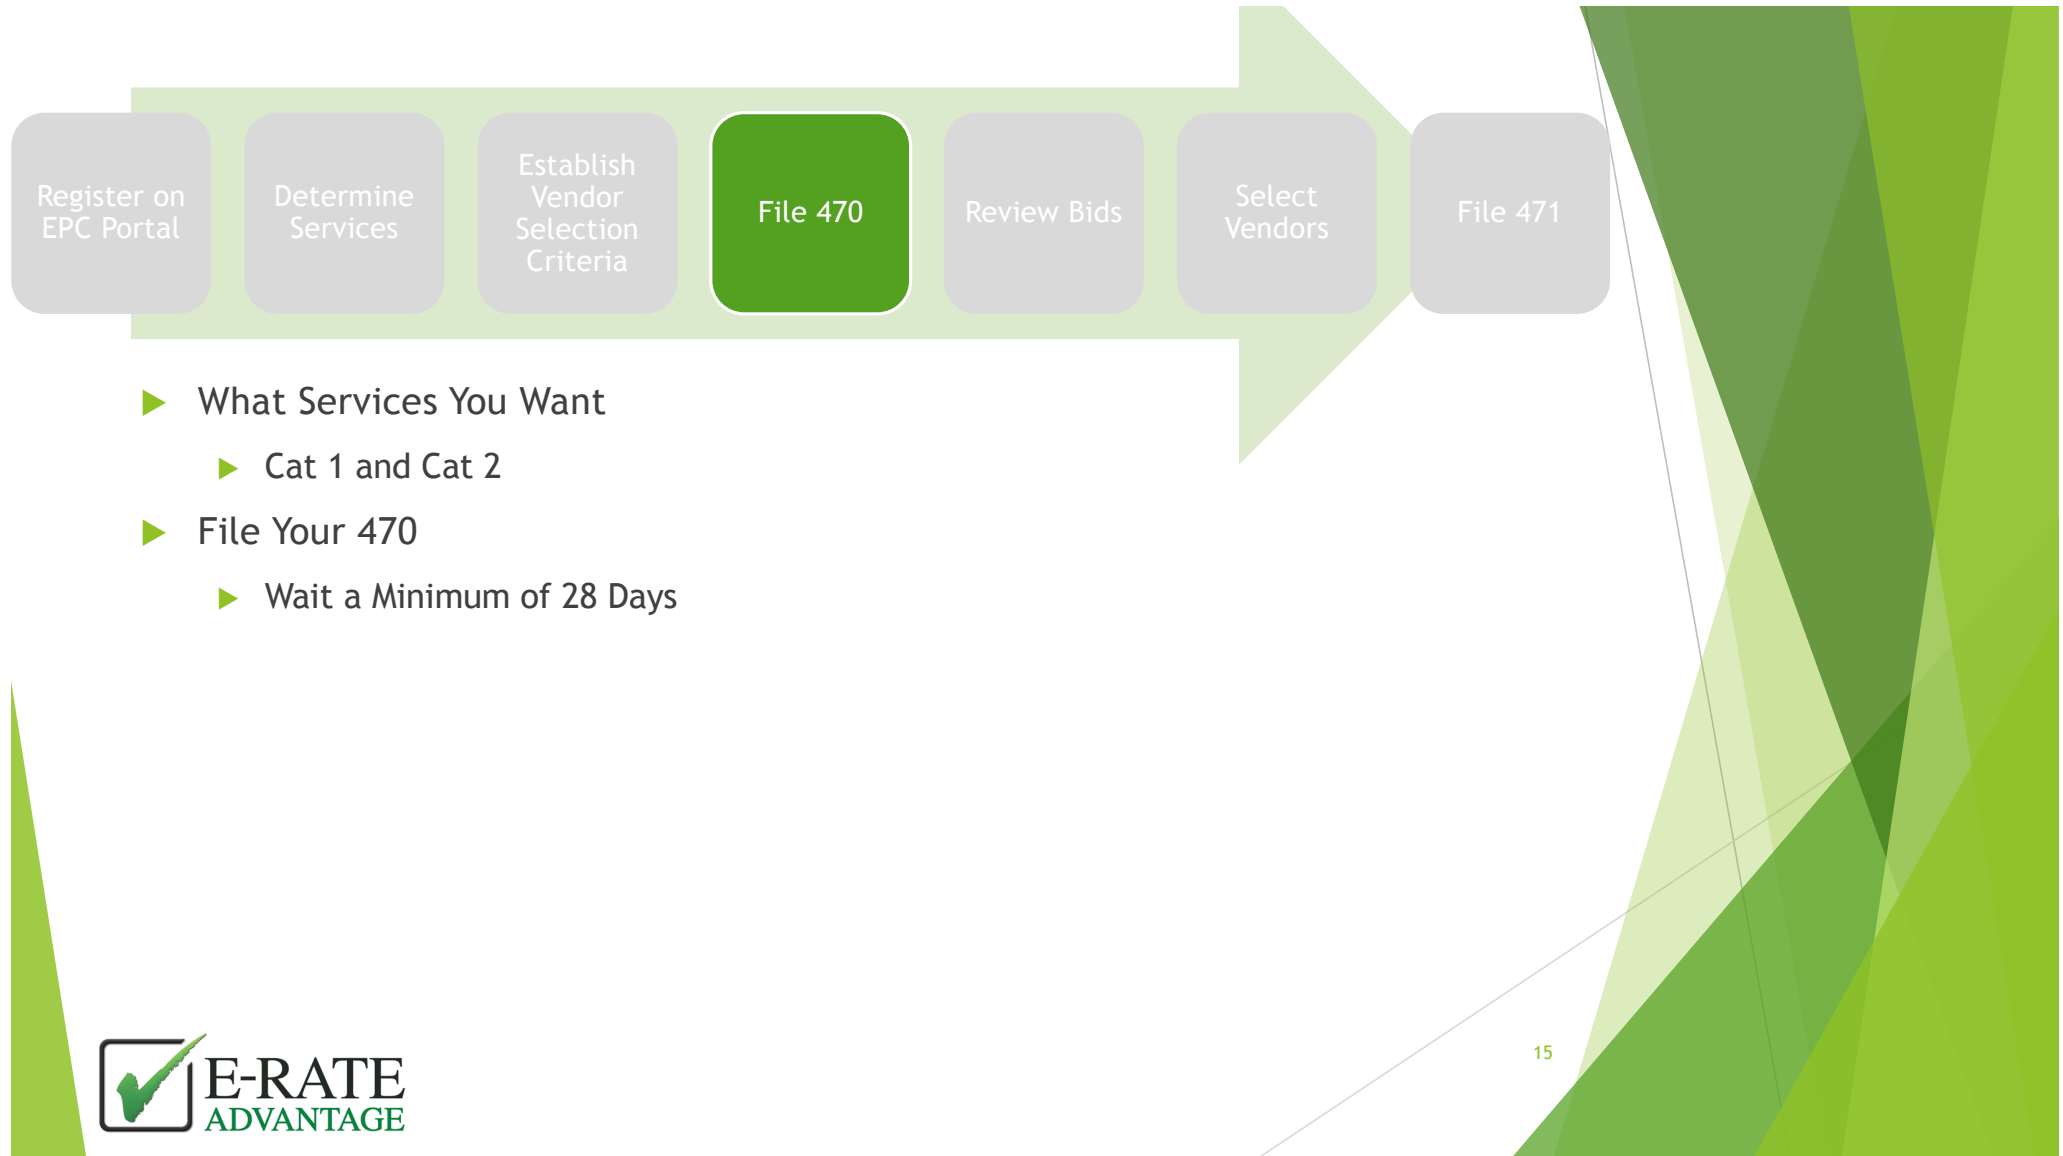 Register on
EPC Portal
Determine
Services
Establish
Vendor
Selection
Criteria
File 470
Review Bids
Select
Vendors
File 471
What Services You Want
Cat 1 and Cat 2
File Your 470
Wait a Minimum of 28 Days
E-RATE
ADVANTAGE
15